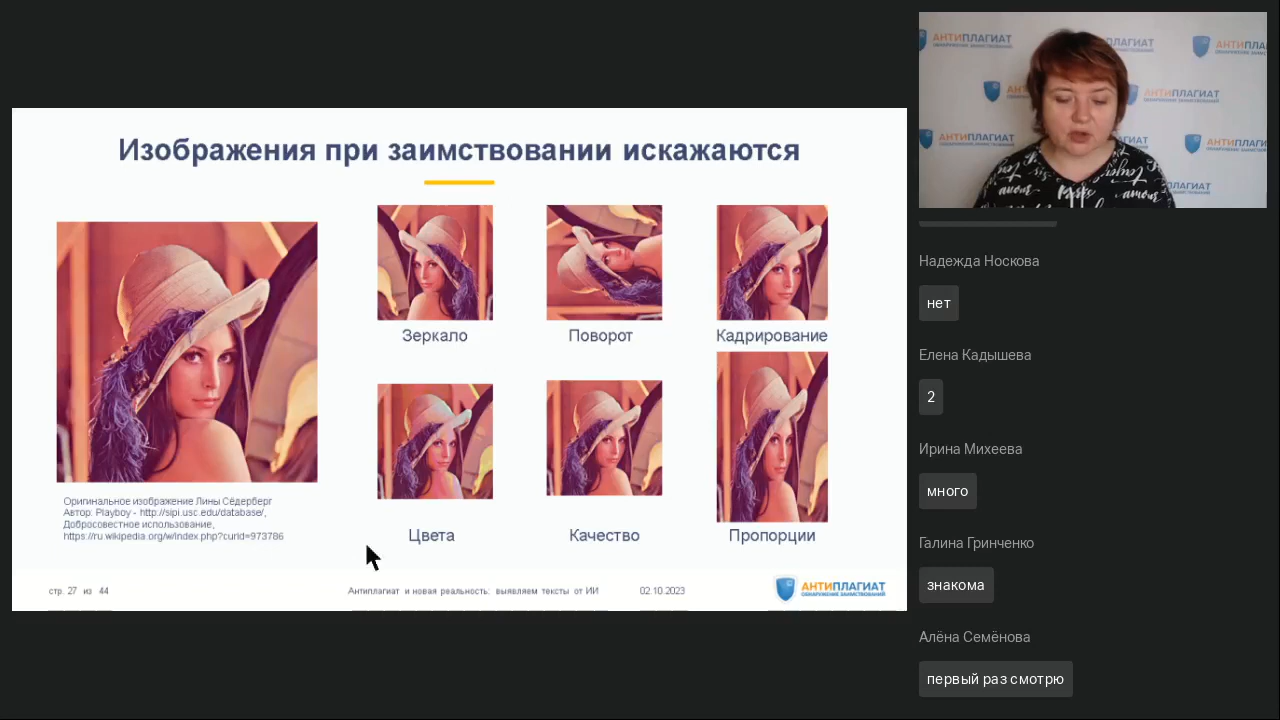 Изображения при заимствовании искажаются
Зеркало
Поворот
Кадрирование
Цвета
Качество
Пропорции
Оригинальное изображение Лины Сёдерберг
Автор: Playboy - http://sipi.usc.edu/database/,
Добросовестное использование,
https://ru.wikipedia.org/w/index.php?curid=973786
стр. 27 из 44
Антиплагиат и новая реальность: выявляем тексты от ИИ
02.10.2023
АНТИПЛАГИАТ
ОБНАРУЖЕНИЕ ЗАИМСТВОВАНИЙ
АНТИПЛАГИАТ
Надежда Носкова
нет
Елена Кадышева
2
Ирина Михеева
много
Галина Гринченко
знакома
Алёна Семёнова
первый раз смотрю